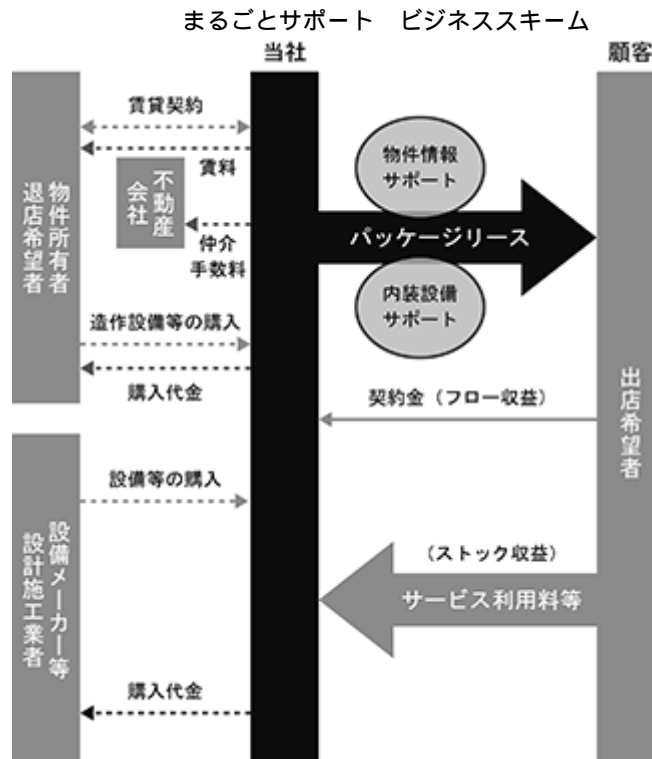 まるごとサポート　ビジネススキーム
当社
顧客
賃貸契約
賃料
物件所有者
退店希望者
不動産
会社
仲介
手数料
物件情報
サポート
パッケージリース
内装設備
サポート
造作設備等の購入
購入代金
契約金（フロー収益）
出店希望者
設備等の購入
設備メーカー等
設計施工業者
（ストック収益）
サービス利用料等
購入代金